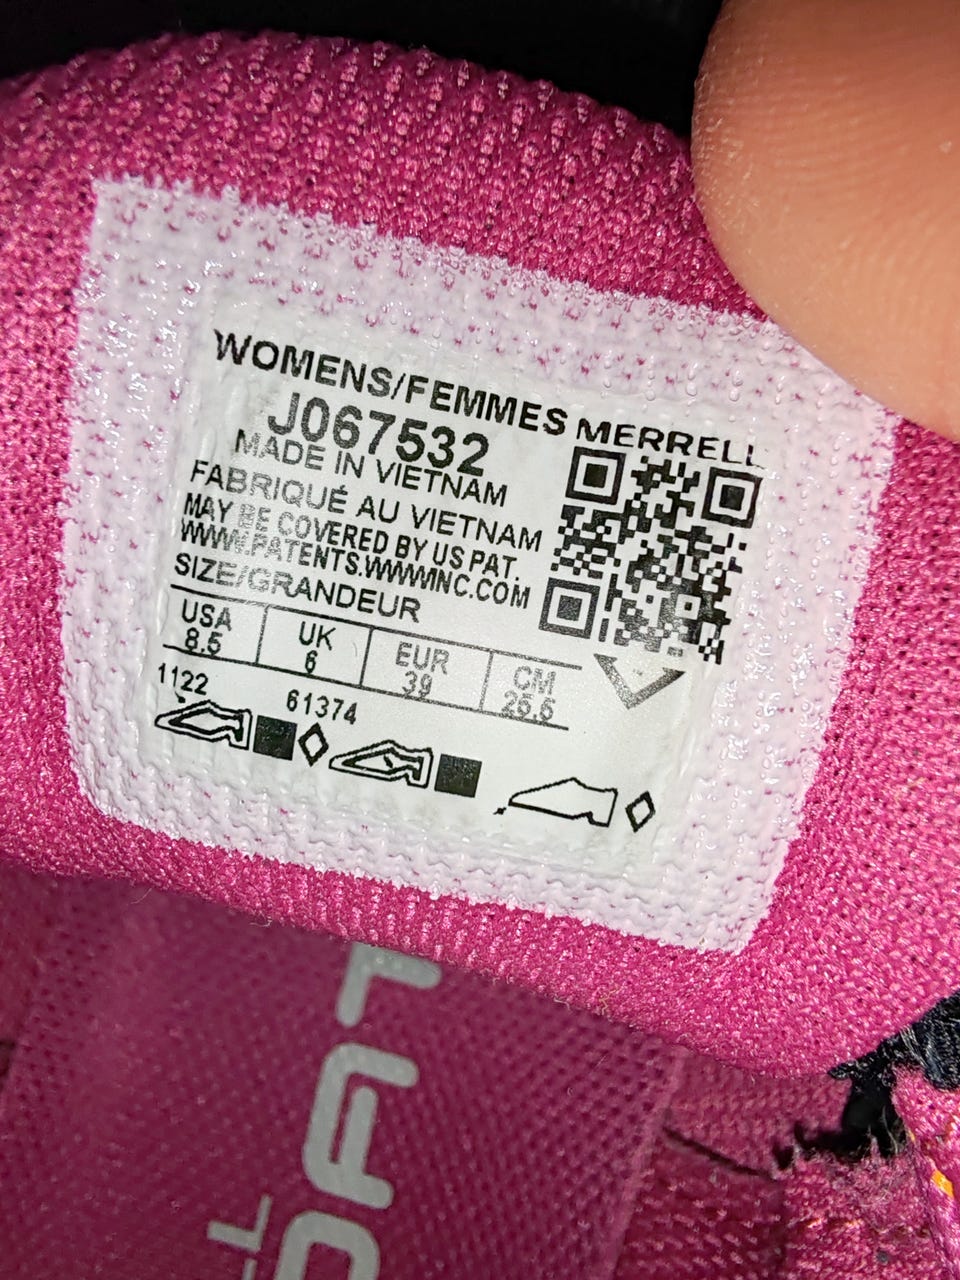 WOMENS/FEMMES MERRELL
J067532
MADE IN VIETNAM
FABRIQUÉ AU VIETNAM
MAY BE COVERED BY US PAT.
WWW.PATENTS.WWWINC.COM
SIZE/GRANDEUR
USA UK EUR CM
8.5 6 39 25.5
1122 61374